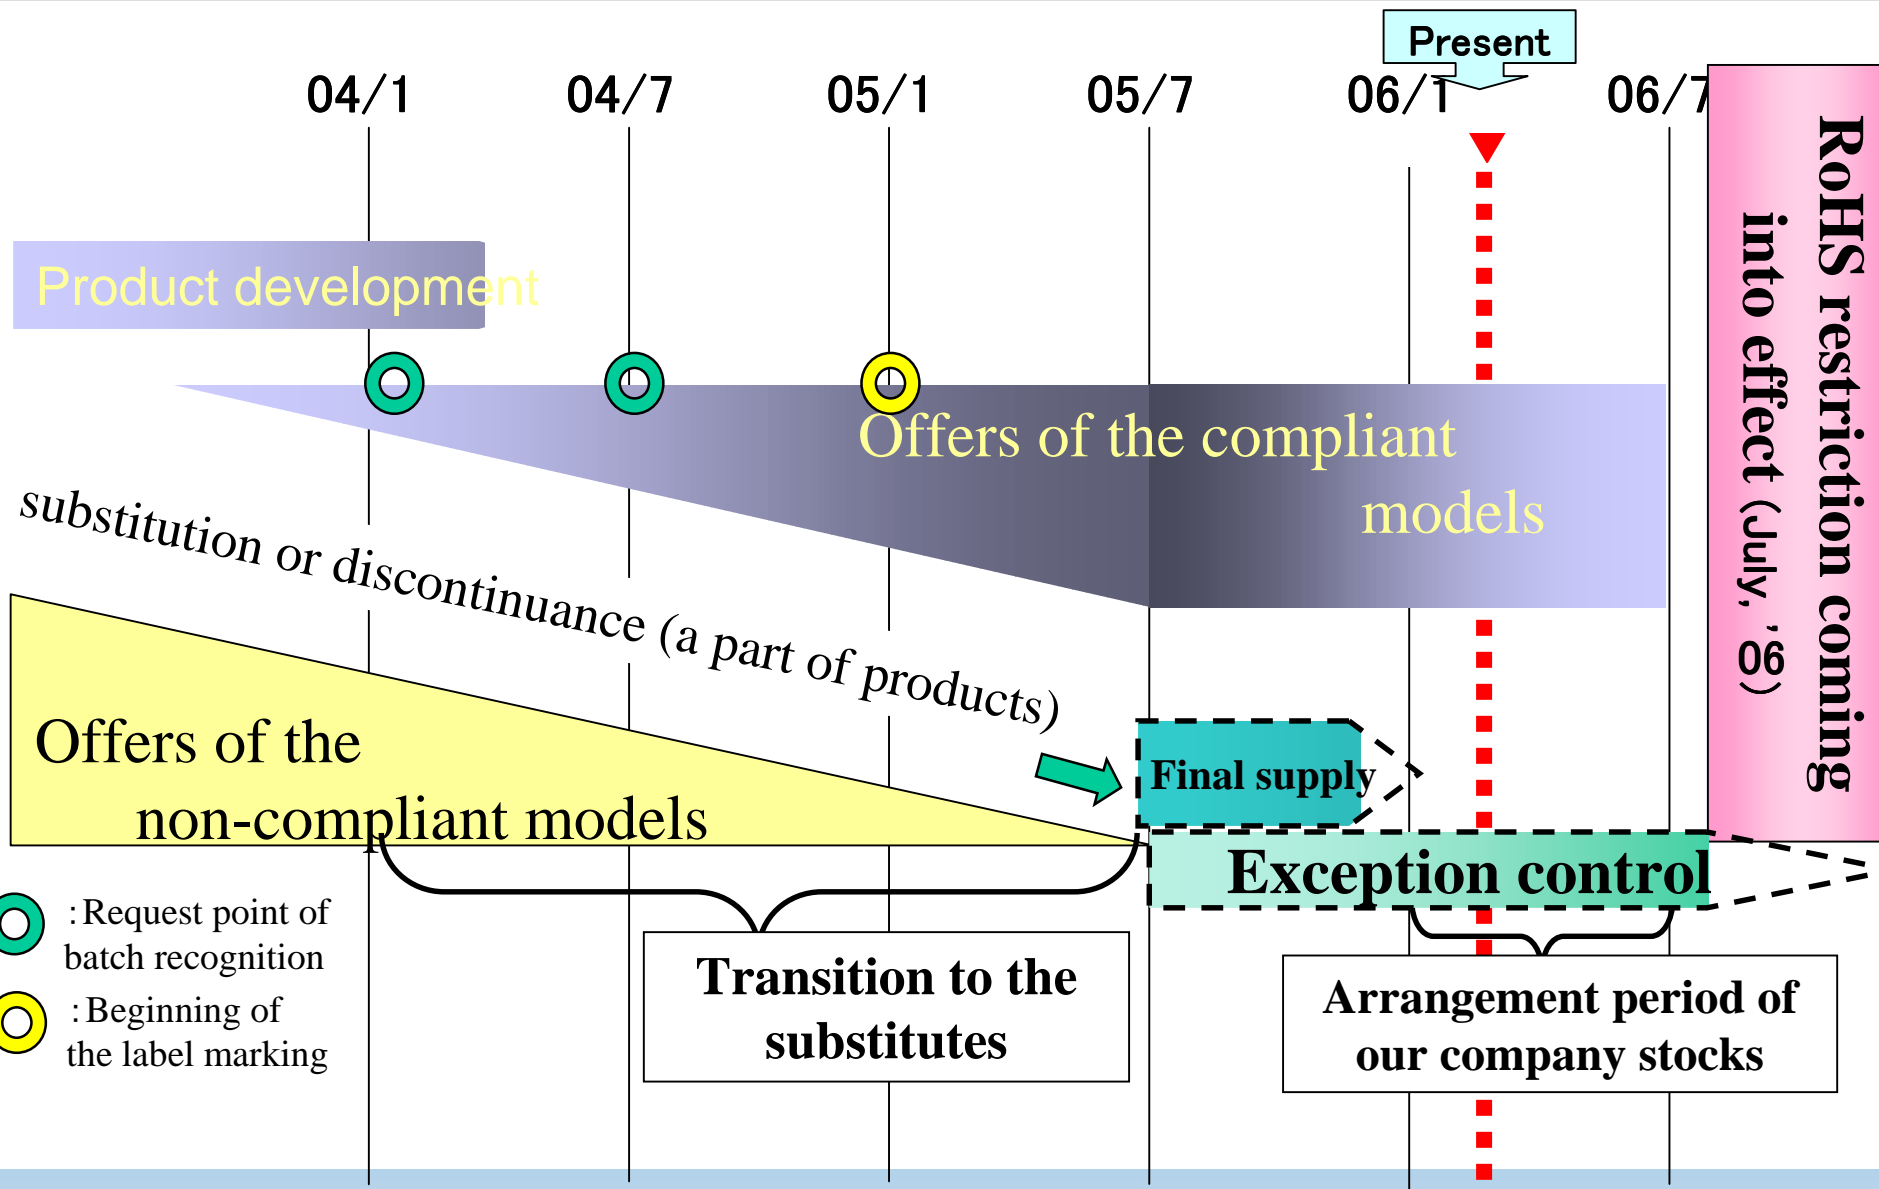 Present
04/1
04/7
05/1
05/7
06/1
06/7
RoHS restriction coming
into effect (July, ’06)
Product development
Offers of the compliant
models
substitution or discontinuance (a part of products)
Offers of the
non-compliant models
Final supply
Exception control
:Request point of
batch recognition
:Beginning of
the label marking
Transition to the
substitutes
Arrangement period of
our company stocks